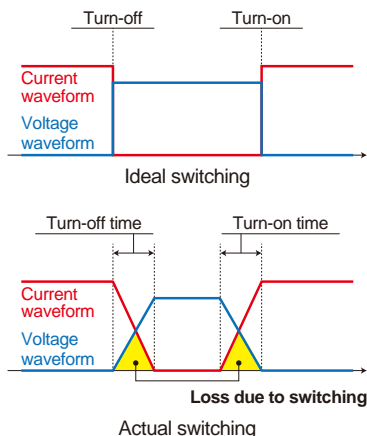 Turn-off
Turn-on
Current
waveform
Voltage
waveform
Ideal switching
Turn-off time
Turn-on time
Current
waveform
Voltage
waveform
Loss due to switching
Actual switching